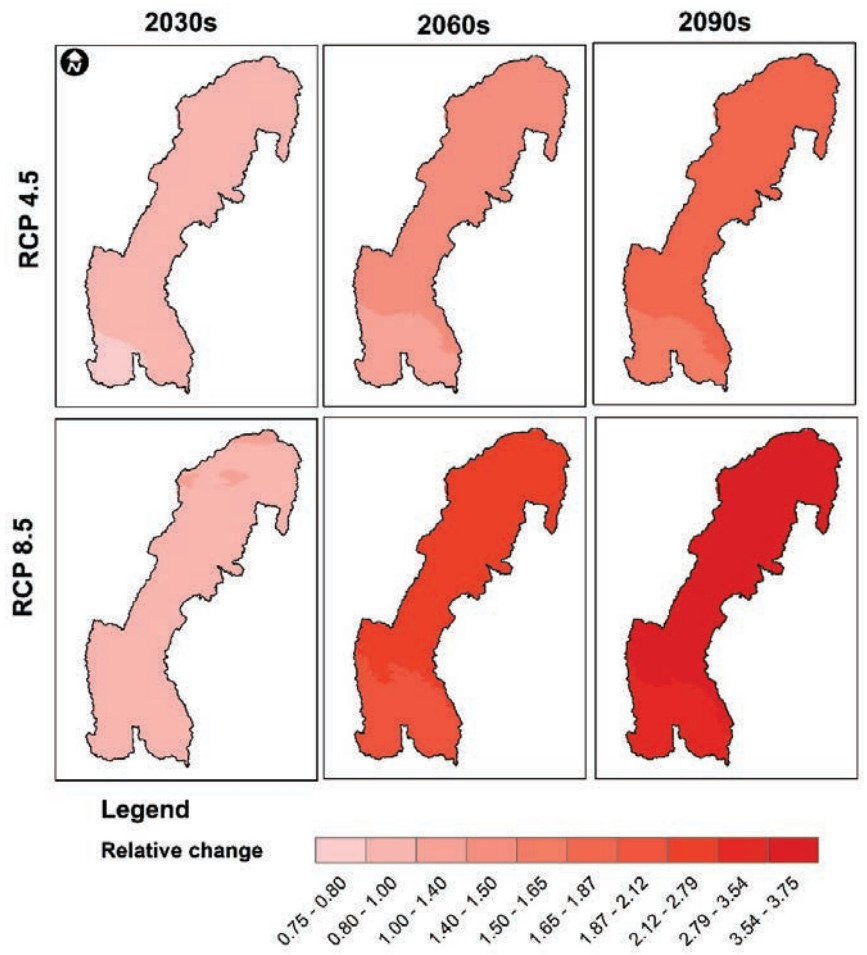 2030s 2060s 2090s
N
RCP 4.5
RCP 8.5
Legend
Relative change
0.75 - 0.80
0.80 - 1.00
1.00 - 1.40
1.40 - 1.50
1.50 - 1.65
1.65 - 1.87
1.87 - 2.12
2.12 - 2.79
2.79 - 3.54
3.54 - 3.75